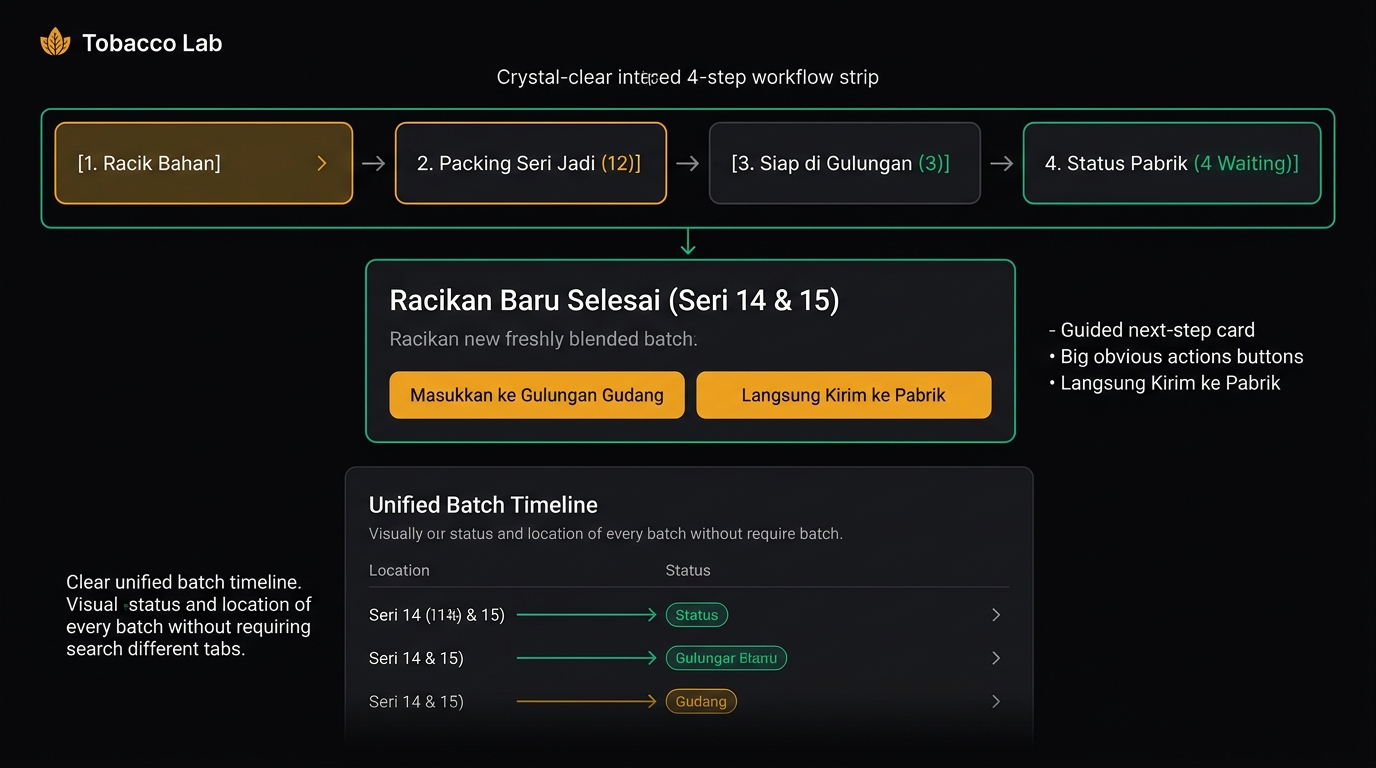 Tobacco Lab
Crystal-clear 4-step workflow strip
[1. Racik Bahan]
2. Packing Seri Jadi (12)]
[3. Siap di Gulungan (3)]
4. Status Pabrik (4 Waiting)]
Racikan Baru Selesai (Seri 14 & 15)
Racikan new freshly blended batch.
Masukkan ke Gulungan Gudang
Langsung Kirim ke Pabrik
- Guided next-step card
• Big obvious actions buttons
• Langsung Kirim ke Pabrik
Unified Batch Timeline
Visually our status and location of every batch without require batch.
Location
Status
Seri 14 & 15)
Status
Seri 14 & 15)
Gulungar
Seri 14 & 15)
Gudang
Clear unified batch timeline.
Visual status and location of
every batch without requiring
search different tabs.